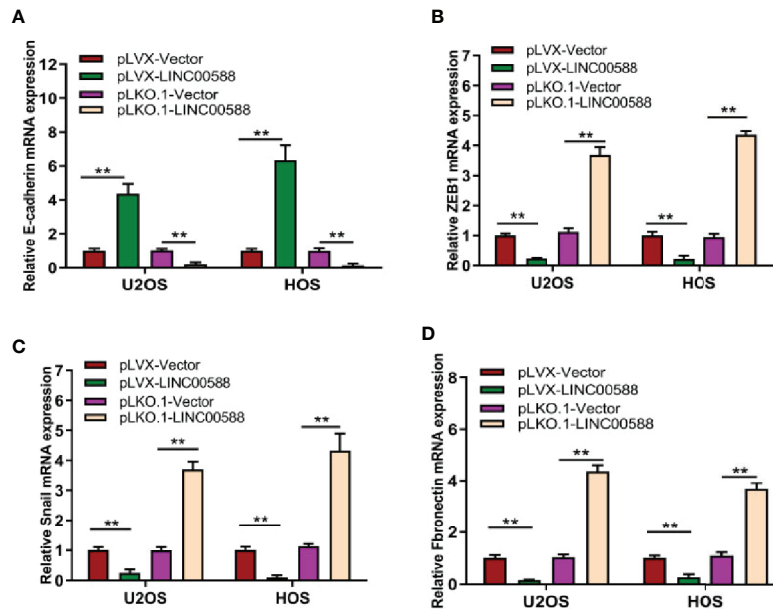 A
pLVX-Vector
pLVX-LINC00588
pLKO.1-Vector
pLKO.1-LINC00588
Relative E-cadherin mRNA expression
12
10
8
6
4
2
0
**
**
**
**
U2OS
HOS
B
pLVX-Vector
pLVX-LINC00588
pLKO.1-Vector
pLKO.1-LINC00588
Relative ZEB1 mRNA expression
7
6
5
4
3
2
1
0
**
**
**
**
U2OS
HOS
C
pLVX-Vector
pLVX-LINC00588
pLKO.1-Vector
pLKO.1-LINC00588
Relative Snail mRNA expression
7
6
5
4
3
2
1
0
**
**
**
**
U2OS
HOS
D
pLVX-Vector
pLVX-LINC00588
pLKO.1-Vector
pLKO.1-LINC00588
Relative Fbronectin mRNA expression
8
6
4
2
0
**
**
**
**
U2OS
HOS